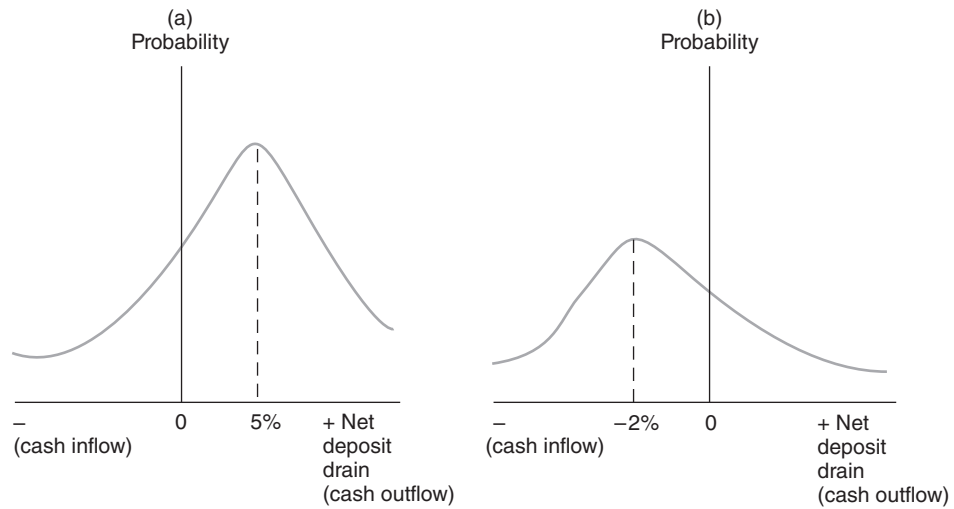 (a)
Probability
–
(cash inflow)
0
5%
+ Net
deposit
drain
(cash outflow)
(b)
Probability
–
(cash inflow)
–2%
0
+ Net
deposit
drain
(cash outflow)